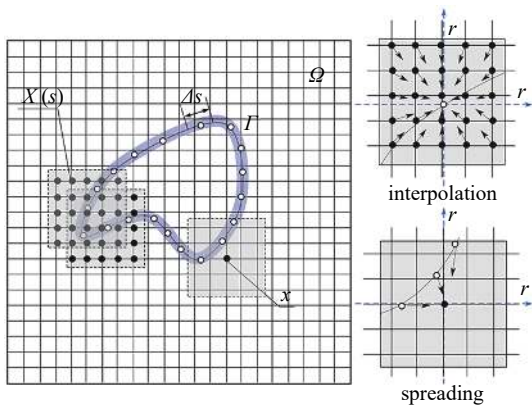 Ω
X (s)
Δs
Γ
x
r
r
interpolation
r
r
spreading